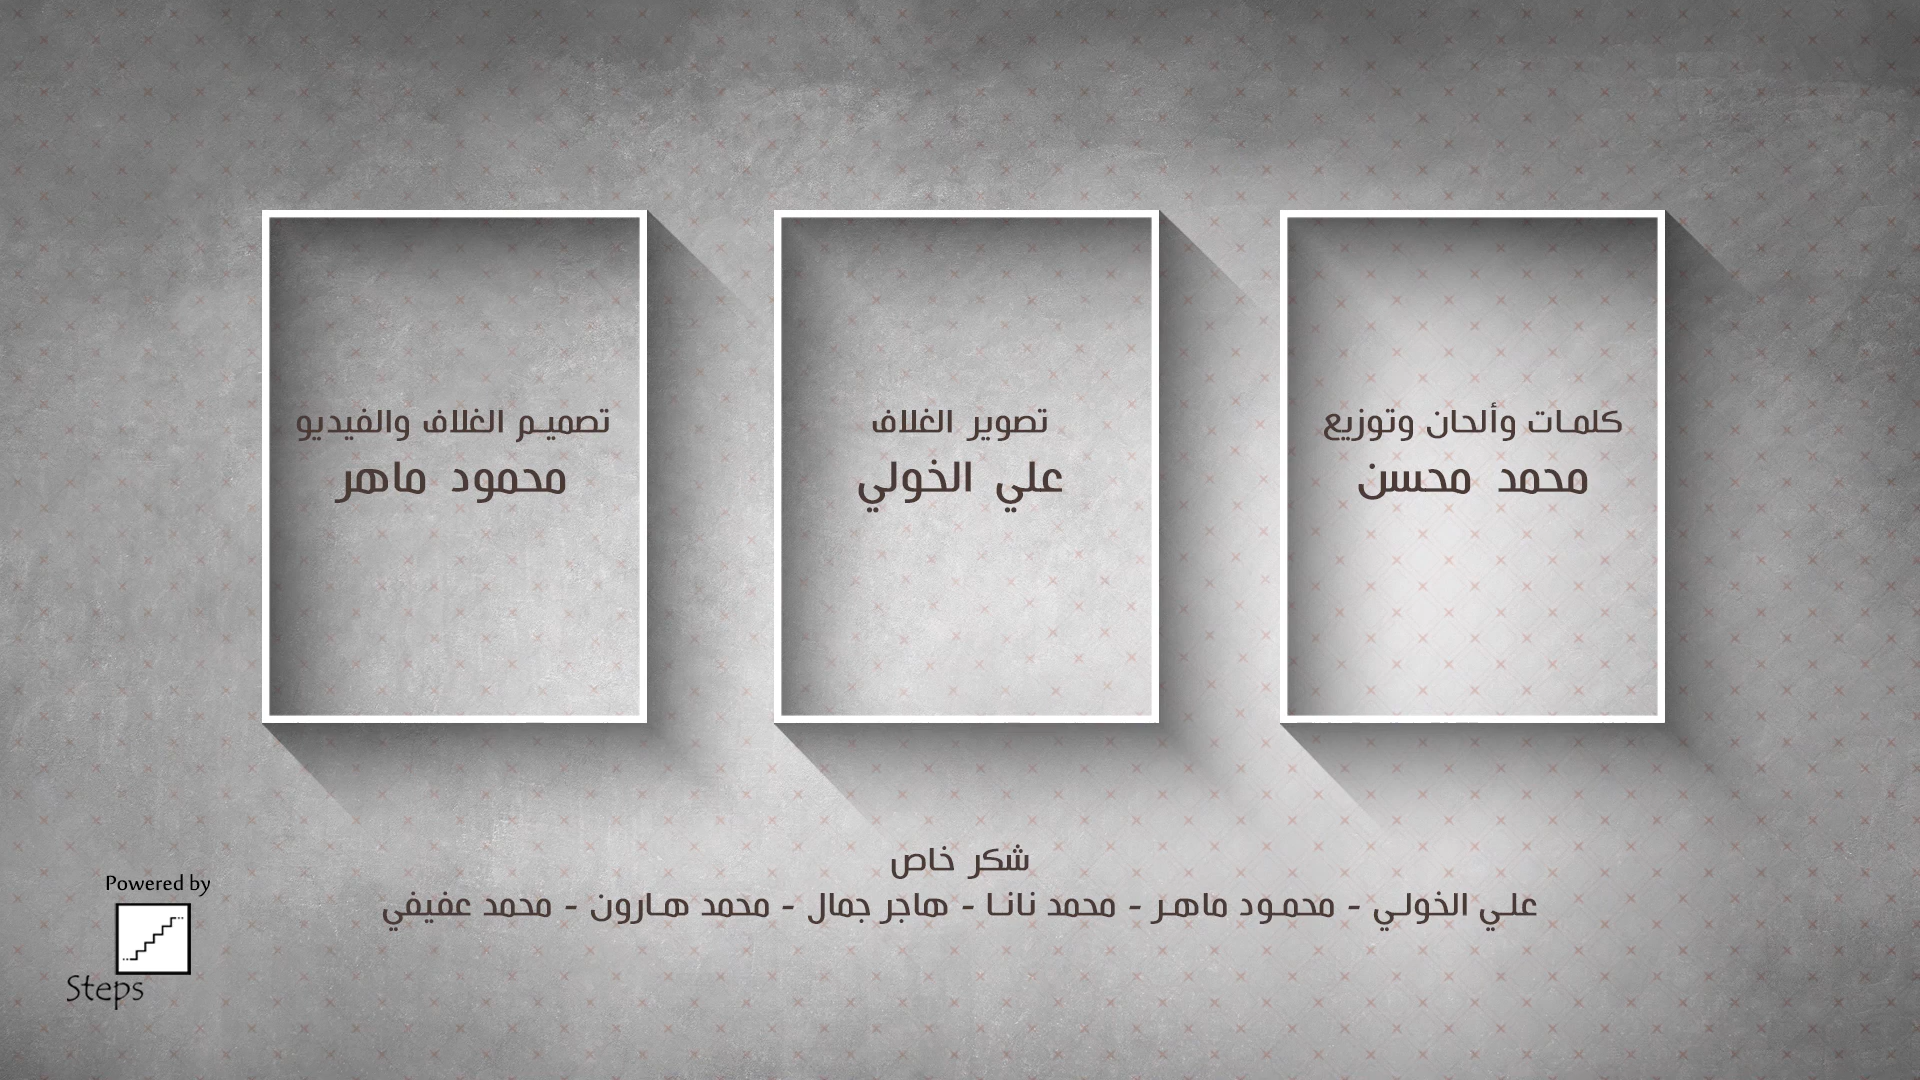 كلمات وألحان وتوزيع
محمد محسن
تصوير الغلاف
علي الخولي
تصميم الغلاف والفيديو
محمود ماهر
شكر خاص
علي الخولي - محمود ماهر - محمد نانا - هاجر جمال - محمد هارون - محمد عفيفي
Powered by
Steps